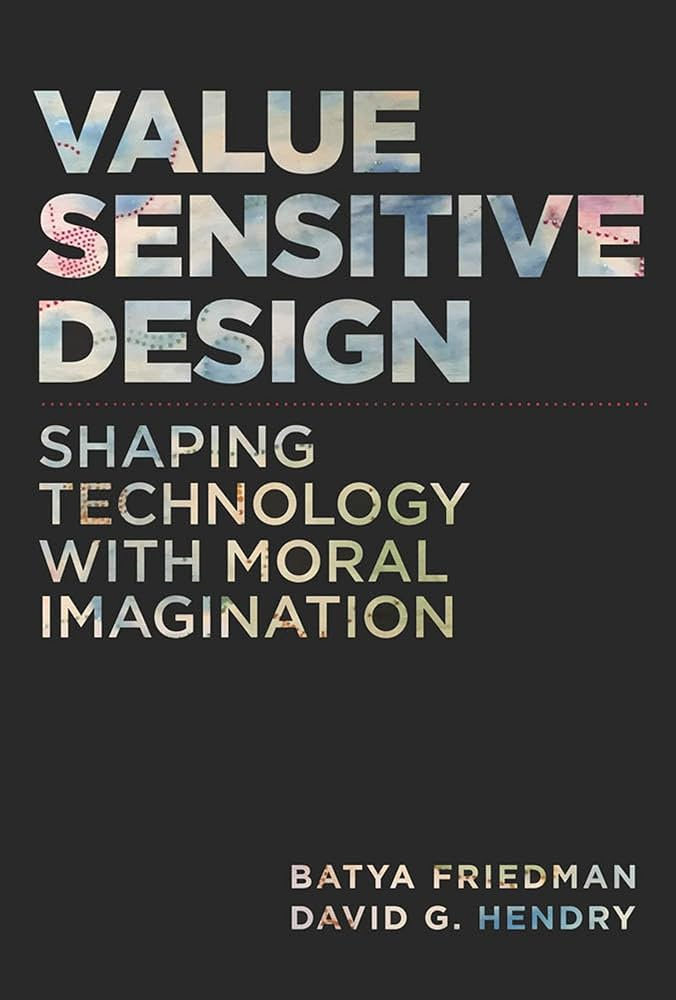 VALUE
SENSITIVE
DESIGN
SHAPING
TECHNOLOGY
WITH MORAL
IMAGINATION
BATYA FRIEDMAN
DAVID G. HENDRY